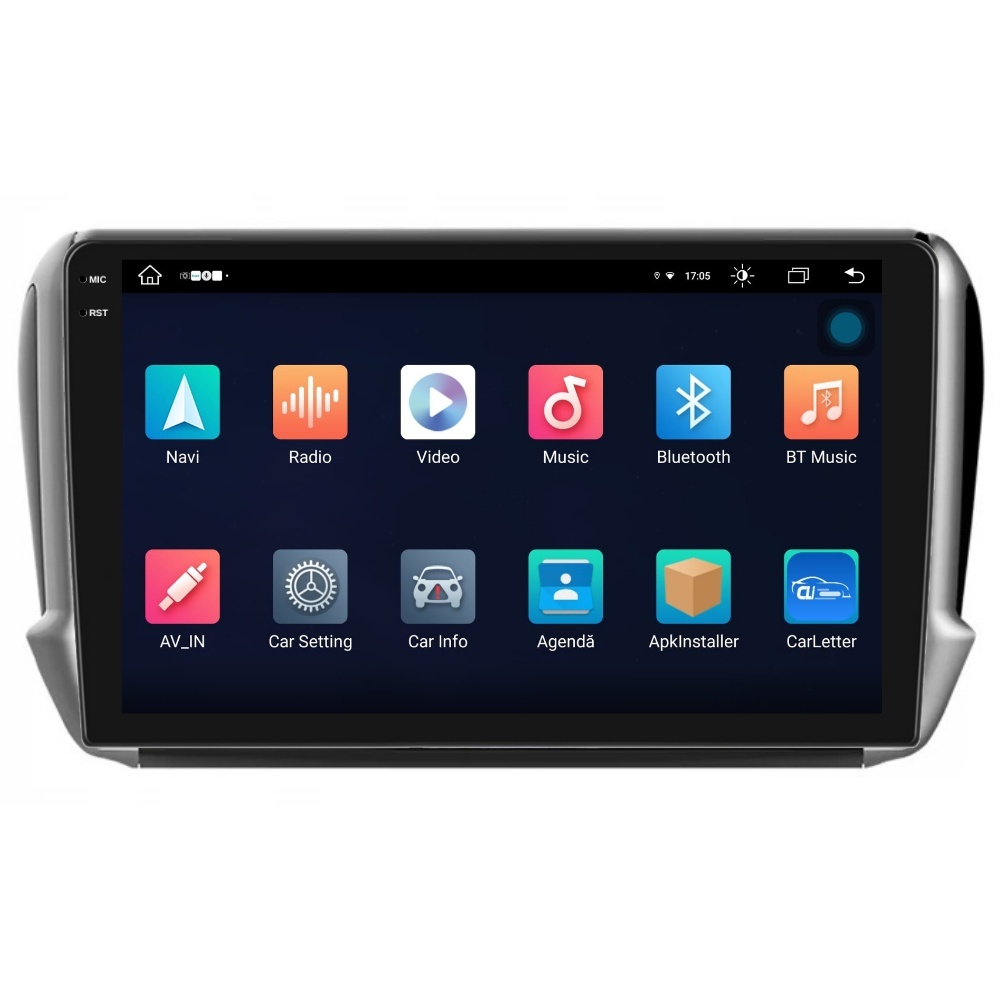 MIC
17:05
RST
Navi
Radio
Video
Music
Bluetooth
BT Music
AV_IN
Car Setting
Car Info
Agendă
ApkInstaller
CarLetter